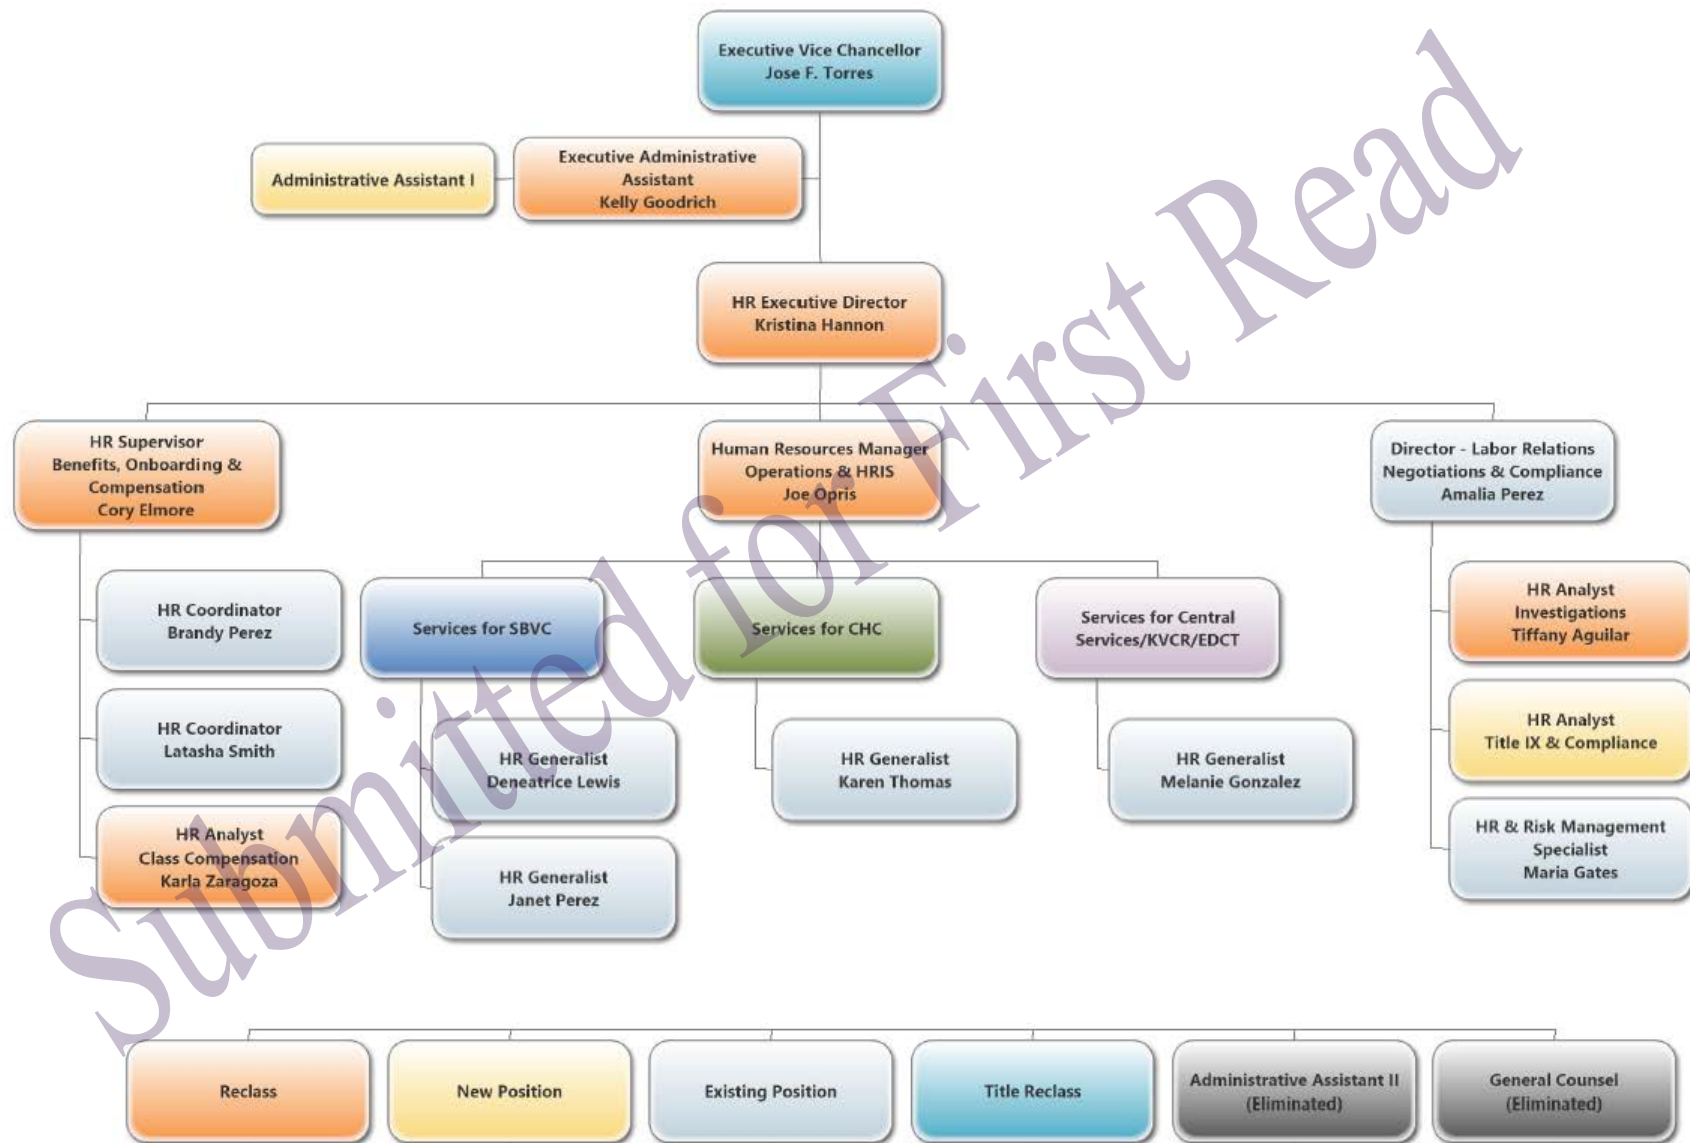 Executive Vice Chancellor
Jose F. Torres
Administrative Assistant I
Executive Administrative
Assistant
Kelly Goodrich
HR Executive Director
Kristina Hannon
HR Supervisor
Benefits, Onboarding &
Compensation
Cory Elmore
Human Resources Manager
Operations & HRIS
Joe Opris
Director - Labor Relations
Negotiations & Compliance
Amalia Perez
HR Coordinator
Brandy Perez
HR Coordinator
Latasha Smith
HR Analyst
Class Compensation
Karla Zaragoza
Services for SBVC
HR Generalist
Deneatrice Lewis
HR Generalist
Janet Perez
Services for CHC
HR Generalist
Karen Thomas
Services for Central
Services/KVCR/EDCT
HR Generalist
Melanie Gonzalez
HR Analyst
Investigations
Tiffany Aguilar
HR Analyst
Title IX & Compliance
HR & Risk Management
Specialist
Maria Gates
Submitted for First Read
Reclass
New Position
Existing Position
Title Reclass
Administrative Assistant II
(Eliminated)
General Counsel
(Eliminated)